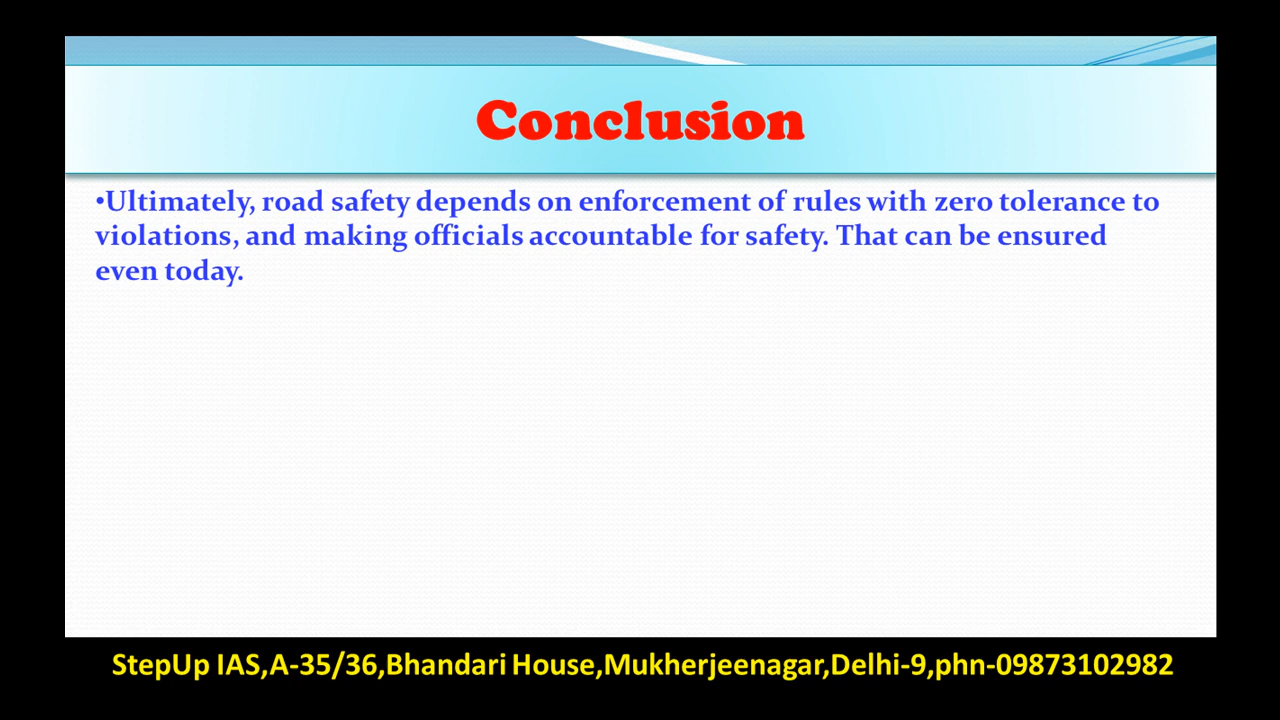 Conclusion
•Ultimately, road safety depends on enforcement of rules with zero tolerance to
violations, and making officials accountable for safety. That can be ensured
even today.
StepUp IAS,A-35/36,Bhandari House,Mukherjeenagar,Delhi-9,phn-09873102982